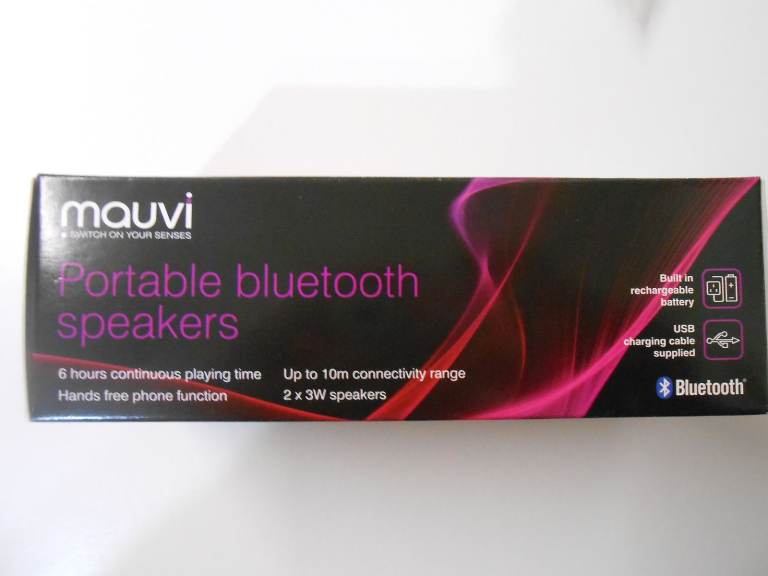 mauvi
SWITCH ON YOUR SENSES
Portable bluetooth
speakers
6 hours continuous playing time
Hands free phone function
Up to 10m connectivity range
2 x 3W speakers
Built in
rechargeable
battery
USB
charging cable
supplied
Bluetooth®